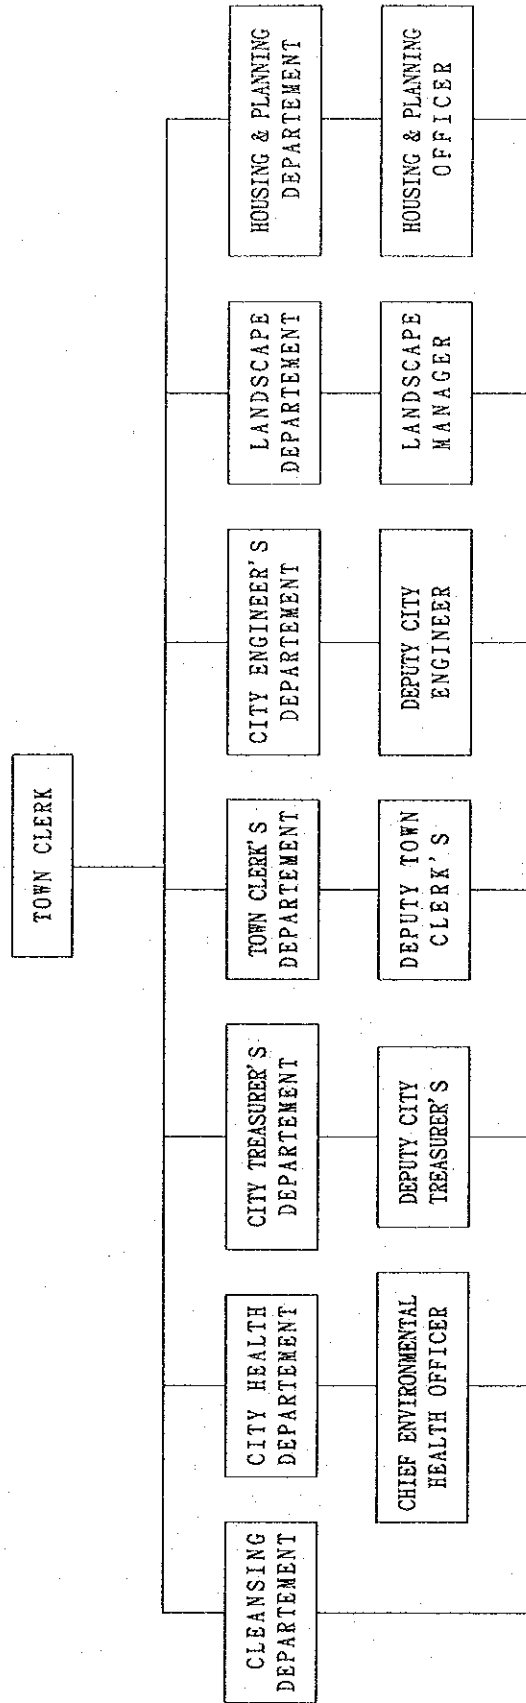 TOWN CLERK
CLEANSING
DEPARTEMENT
CITY HEALTH
DEPARTEMENT
CITY TREASURER'S
DEPARTEMENT
TOWN CLERK'S
DEPARTEMENT
CITY ENGINEER'S
DEPARTEMENT
LANDSCAPE
DEPARTEMENT
HOUSING & PLANNING
DEPARTEMENT
CHIEF ENVIRONMENTAL
HEALTH OFFICER
DEPUTY CITY
TREASURER'S
DEPUTY TOWN
CLERK'S
DEPUTY CITY
ENGINEER
LANDSCAPE
MANAGER
HOUSING & PLANNING
OFFICER